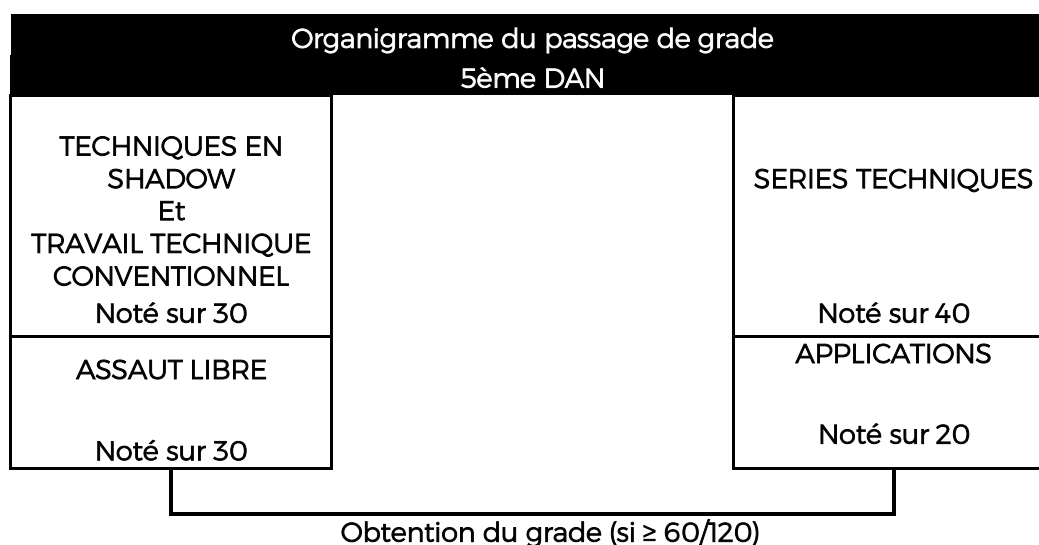 Organigramme du passage de grade
5ème DAN
TECHNIQUES EN
SHADOW
Et
TRAVAIL TECHNIQUE
CONVENTIONNEL
Noté sur 30
ASSAUT LIBRE
Noté sur 30
SERIES TECHNIQUES
Noté sur 40
APPLICATIONS
Noté sur 20
Obtention du grade (si ≥ 60/120)